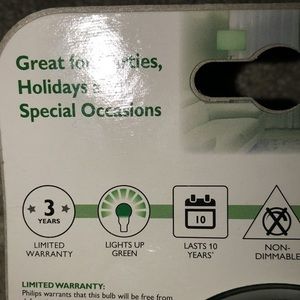 Great for Parties,
Holidays
Special Occasions
3
YEARS
LIMITED
WARRANTY
LIGHTS UP
GREEN
10
LASTS 10
YEARS*
NON-
DIMMABLE
LIMITED WARRANTY:
Philips warrants that this bulb will be free from